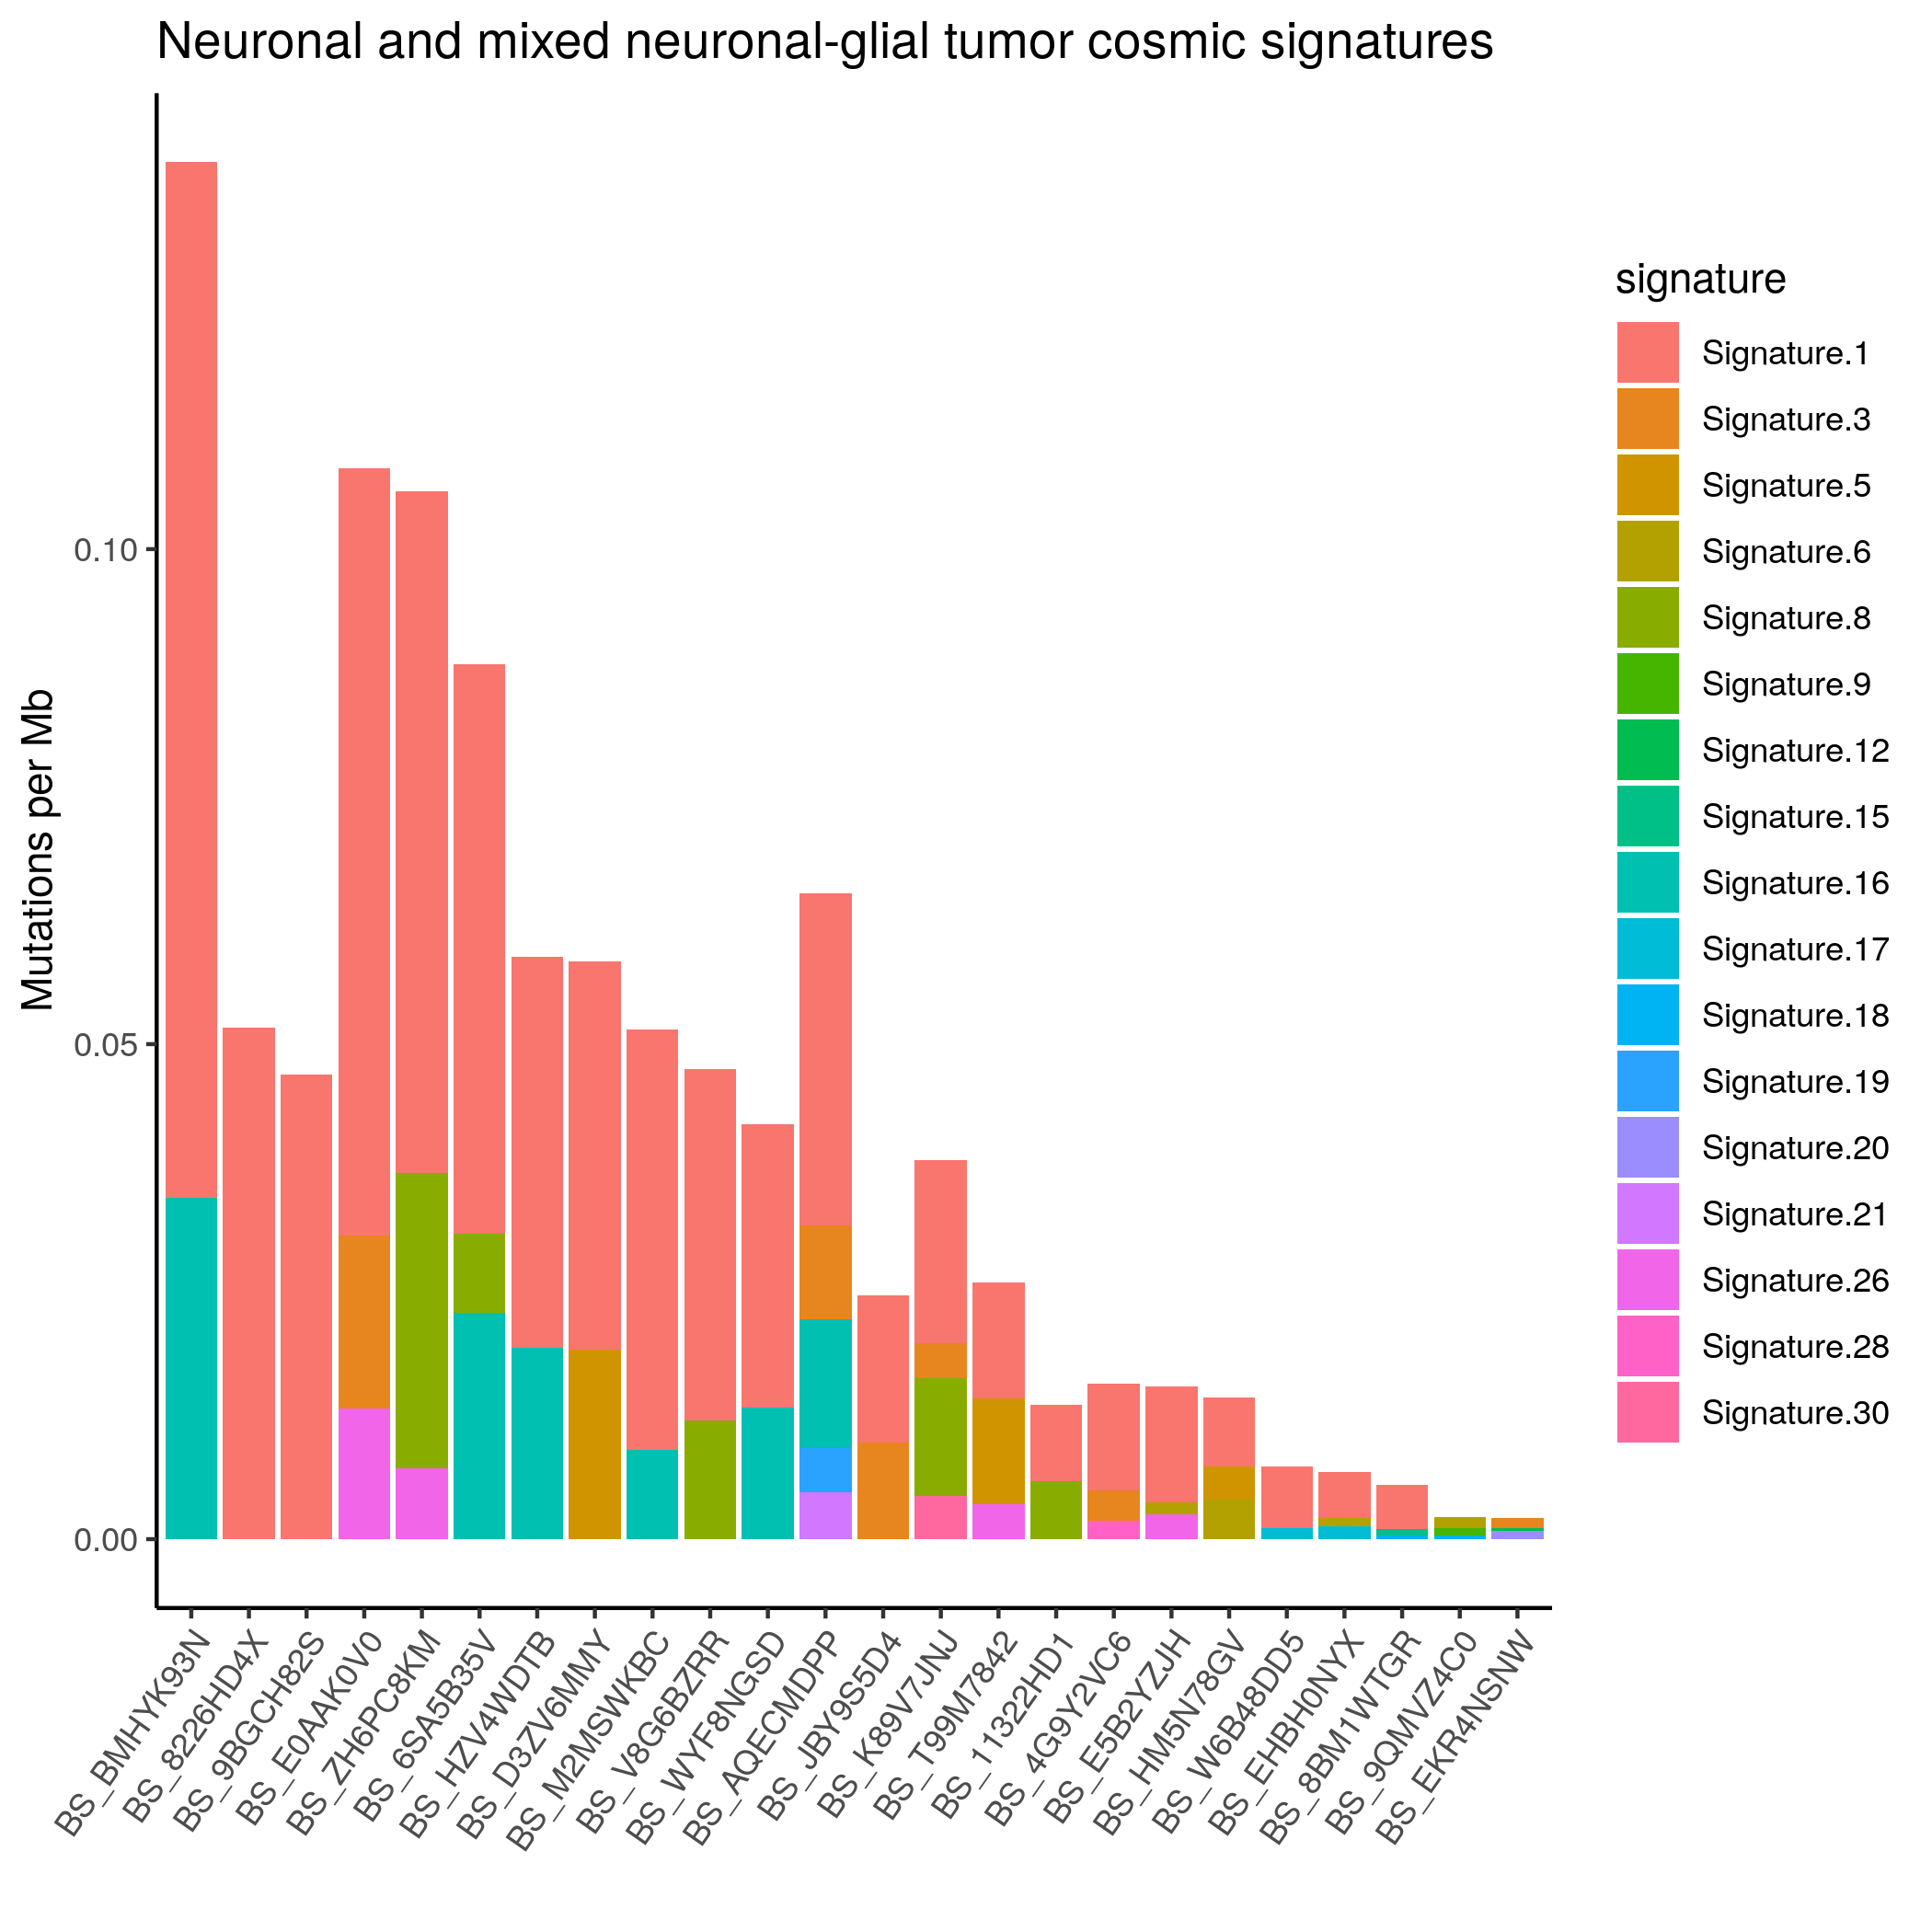 Neuronal and mixed neuronal-glial tumor cosmic signatures
Mutations per Mb
0.10
0.05
0.00
BS_BMHYK93N
BS_8226HD4X
BS_9BGCH82S
BS_E0AAK0V0
BS_ZH6PC8KM
BS_6SA5B35V
BS_HZV4WDTB
BS_D3ZV6MMY
BS_M2MSWKBC
BS_V8G6BZRR
BS_WYF8NGSD
BS_AQECMDPP
BS_JBY9S5D4
BS_K89V7JNJ
BS_T99M7842
BS_1322HD1
BS_4G9Y2VC6
BS_E5B2YZJH
BS_HM5N78GV
BS_W6B48DD5
BS_EHBH0NYX
BS_8BM1WTGR
BS_9QMVZ4C0
BS_EKR4NSNW
signature
Signature.1
Signature.3
Signature.5
Signature.6
Signature.8
Signature.9
Signature.12
Signature.15
Signature.16
Signature.17
Signature.18
Signature.19
Signature.20
Signature.21
Signature.26
Signature.28
Signature.30